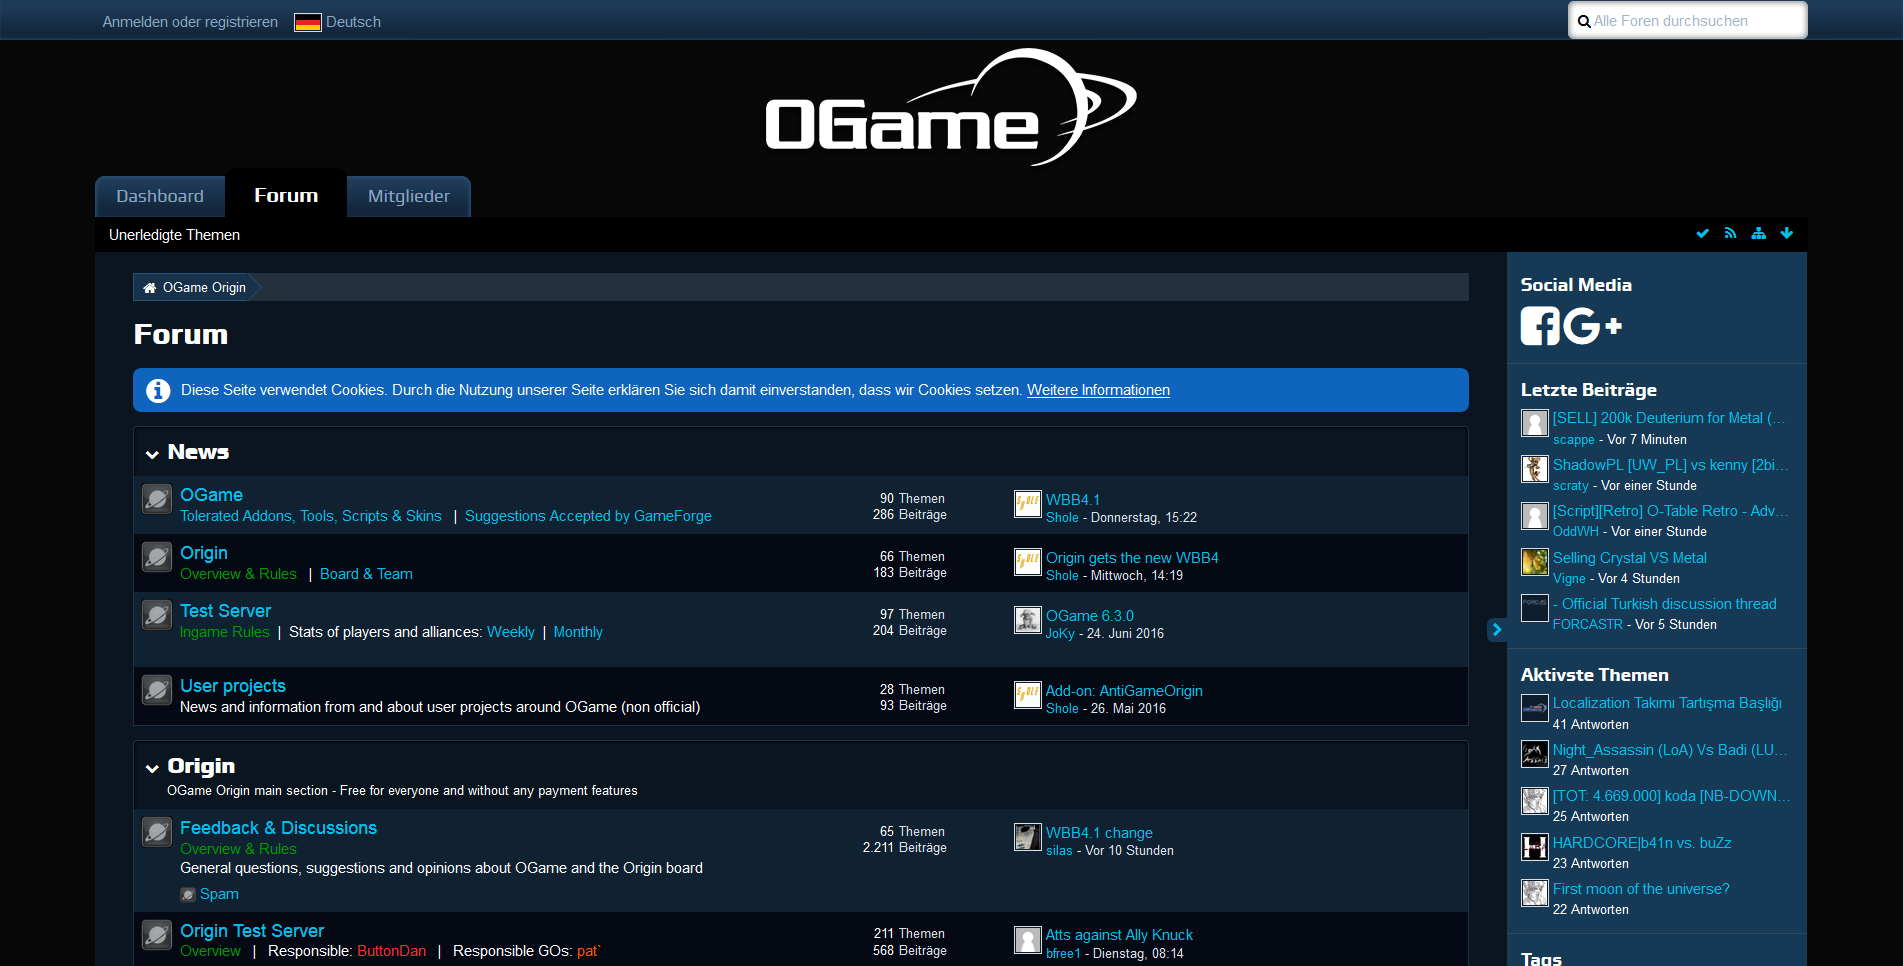 Anmelden oder registrieren Deutsch
Alle Foren durchsuchen
OGame
Dashboard Forum Mitglieder
Unerledigte Themen
OGame Origin
Forum
Diese Seite verwendet Cookies. Durch die Nutzung unserer Seite erklären Sie sich damit einverstanden, dass wir Cookies setzen. Weitere Informationen
News
OGame
Tolerated Addons, Tools, Scripts & Skins | Suggestions Accepted by GameForge
90 Themen
286 Beiträge
WBB4.1
Shole - Donnerstag, 15:22
Origin
Overview & Rules | Board & Team
66 Themen
183 Beiträge
Origin gets the new WBB4
Shole - Mittwoch, 14:19
Test Server
Ingame Rules | Stats of players and alliances: Weekly | Monthly
97 Themen
204 Beiträge
OGame 6.3.0
JoKy - 24. Juni 2016
User projects
News and information from and about user projects around OGame (non official)
28 Themen
93 Beiträge
Add-on: AntiGameOrigin
Shole - 26. Mai 2016
Origin
OGame Origin main section - Free for everyone and without any payment features
Feedback & Discussions
Overview & Rules
General questions, suggestions and opinions about OGame and the Origin board
Spam
65 Themen
2.211 Beiträge
WBB4.1 change
silas - Vor 10 Stunden
Origin Test Server
Overview | Responsible: ButtonDan | Responsible GOs: pat`
211 Themen
568 Beiträge
Atts against Ally Knuck
bfree1 - Dienstag, 08:14
Social Media
Letzte Beiträge
[SELL] 200k Deuterium for Metal (…
scappe - Vor 7 Minuten
ShadowPL [UW_PL] vs kenny [2bi…
scraty - Vor einer Stunde
[Script][Retro] O-Table Retro - Adv…
OddWH - Vor einer Stunde
Selling Crystal VS Metal
Vigne - Vor 4 Stunden
- Official Turkish discussion thread
FORCASTR - Vor 5 Stunden
Aktivste Themen
Localization Takımı Tartışma Başlığı
41 Antworten
Night_Assassin (LoA) Vs Badi (LU…
27 Antworten
[TOT: 4.669.000] koda [NB-DOWN…
25 Antworten
HARDCORE|b41n vs. buZz
23 Antworten
First moon of the universe?
22 Antworten
Tags